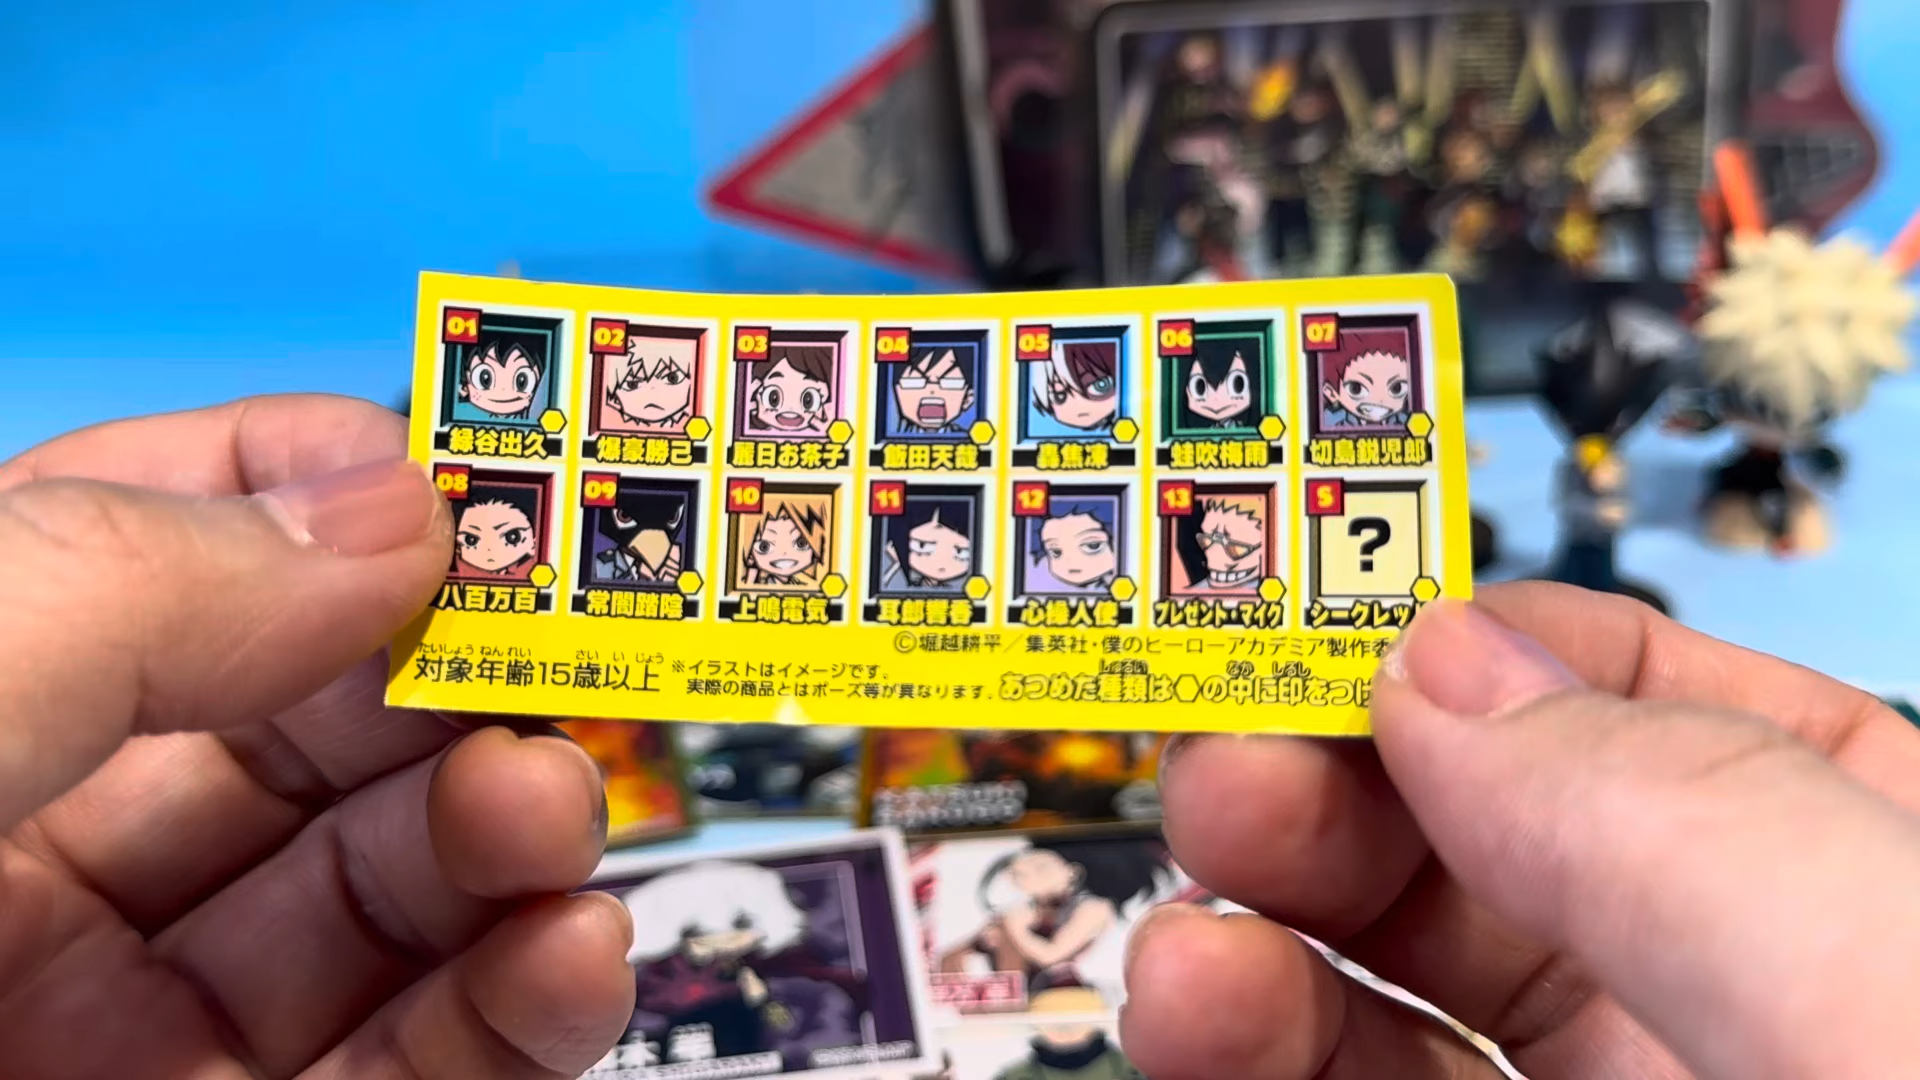 01 02 03 04 05 06 07
緑谷出久 爆豪勝己 麗日お茶子 飯田天哉 轟焦凍 蛙吹梅雨 切島鋭児郎
08 09 10 11 12 13 S
?
八百万百 常闇踏陰 上鳴電気 耳郎響香 心操人使 プレゼント・マイク シークレッ
©堀越耕平/集英社・僕のヒーローアカデミア製作委
たいしょう ねんれい さい い じょう
対象年齢15歳以上
※イラストはイメージです。
実際の商品とはポーズ等が異なります。
しゅるい なか しるし
あつめた種類は⬣の中に印をつけ